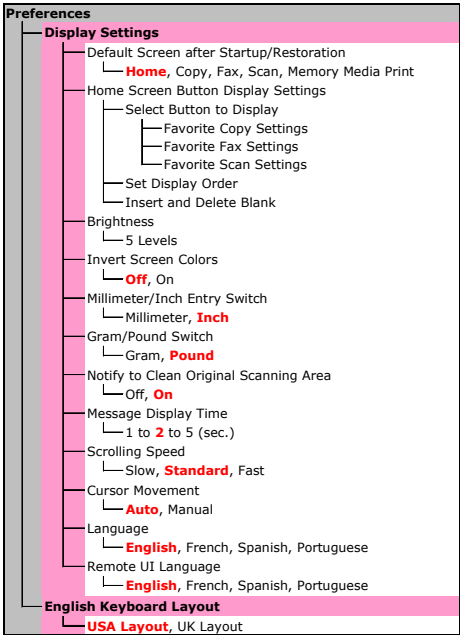 Preferences
Display Settings
Default Screen after Startup/Restoration
Home, Copy, Fax, Scan, Memory Media Print
Home Screen Button Display Settings
Select Button to Display
Favorite Copy Settings
Favorite Fax Settings
Favorite Scan Settings
Set Display Order
Insert and Delete Blank
Brightness
5 Levels
Invert Screen Colors
Off, On
Millimeter/Inch Entry Switch
Millimeter, Inch
Gram/Pound Switch
Gram, Pound
Notify to Clean Original Scanning Area
Off, On
Message Display Time
1 to 2 to 5 (sec.)
Scrolling Speed
Slow, Standard, Fast
Cursor Movement
Auto, Manual
Language
English, French, Spanish, Portuguese
Remote UI Language
English, French, Spanish, Portuguese
English Keyboard Layout
USA Layout, UK Layout